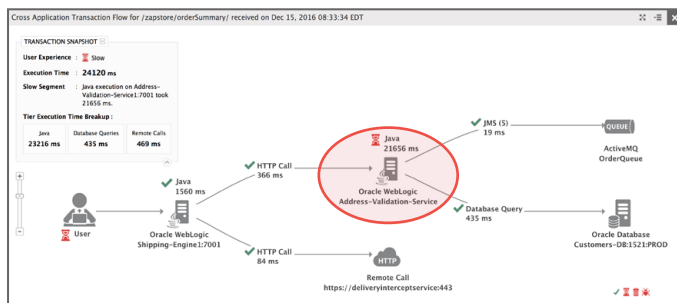 Cross Application Transaction Flow for /zapstore/orderSummary/ received on Dec 15, 2016 08:33:34 EDT
TRANSACTION SNAPSHOT
User Experience : Slow
Execution Time : 24120 ms
Slow Segment : Java execution on Address-
Validation-Service1:7001 took
21656 ms.
Tier Execution Time Breakup :
Java Database Queries Remote Calls
23216 ms 435 ms 469 ms
User
Java
1560 ms
Oracle WebLogic
Shipping-Engine1:7001
HTTP Call
366 ms
HTTP Call
84 ms
Java
21656 ms
Oracle WebLogic
Address-Validation-Service
HTTP
Remote Call
https://deliveryinterceptservice:443
JMS (5)
19 ms
QUEUE
ActiveMQ
OrderQueue
Database Query
435 ms
Oracle Database
Customers-DB:1521:PROD